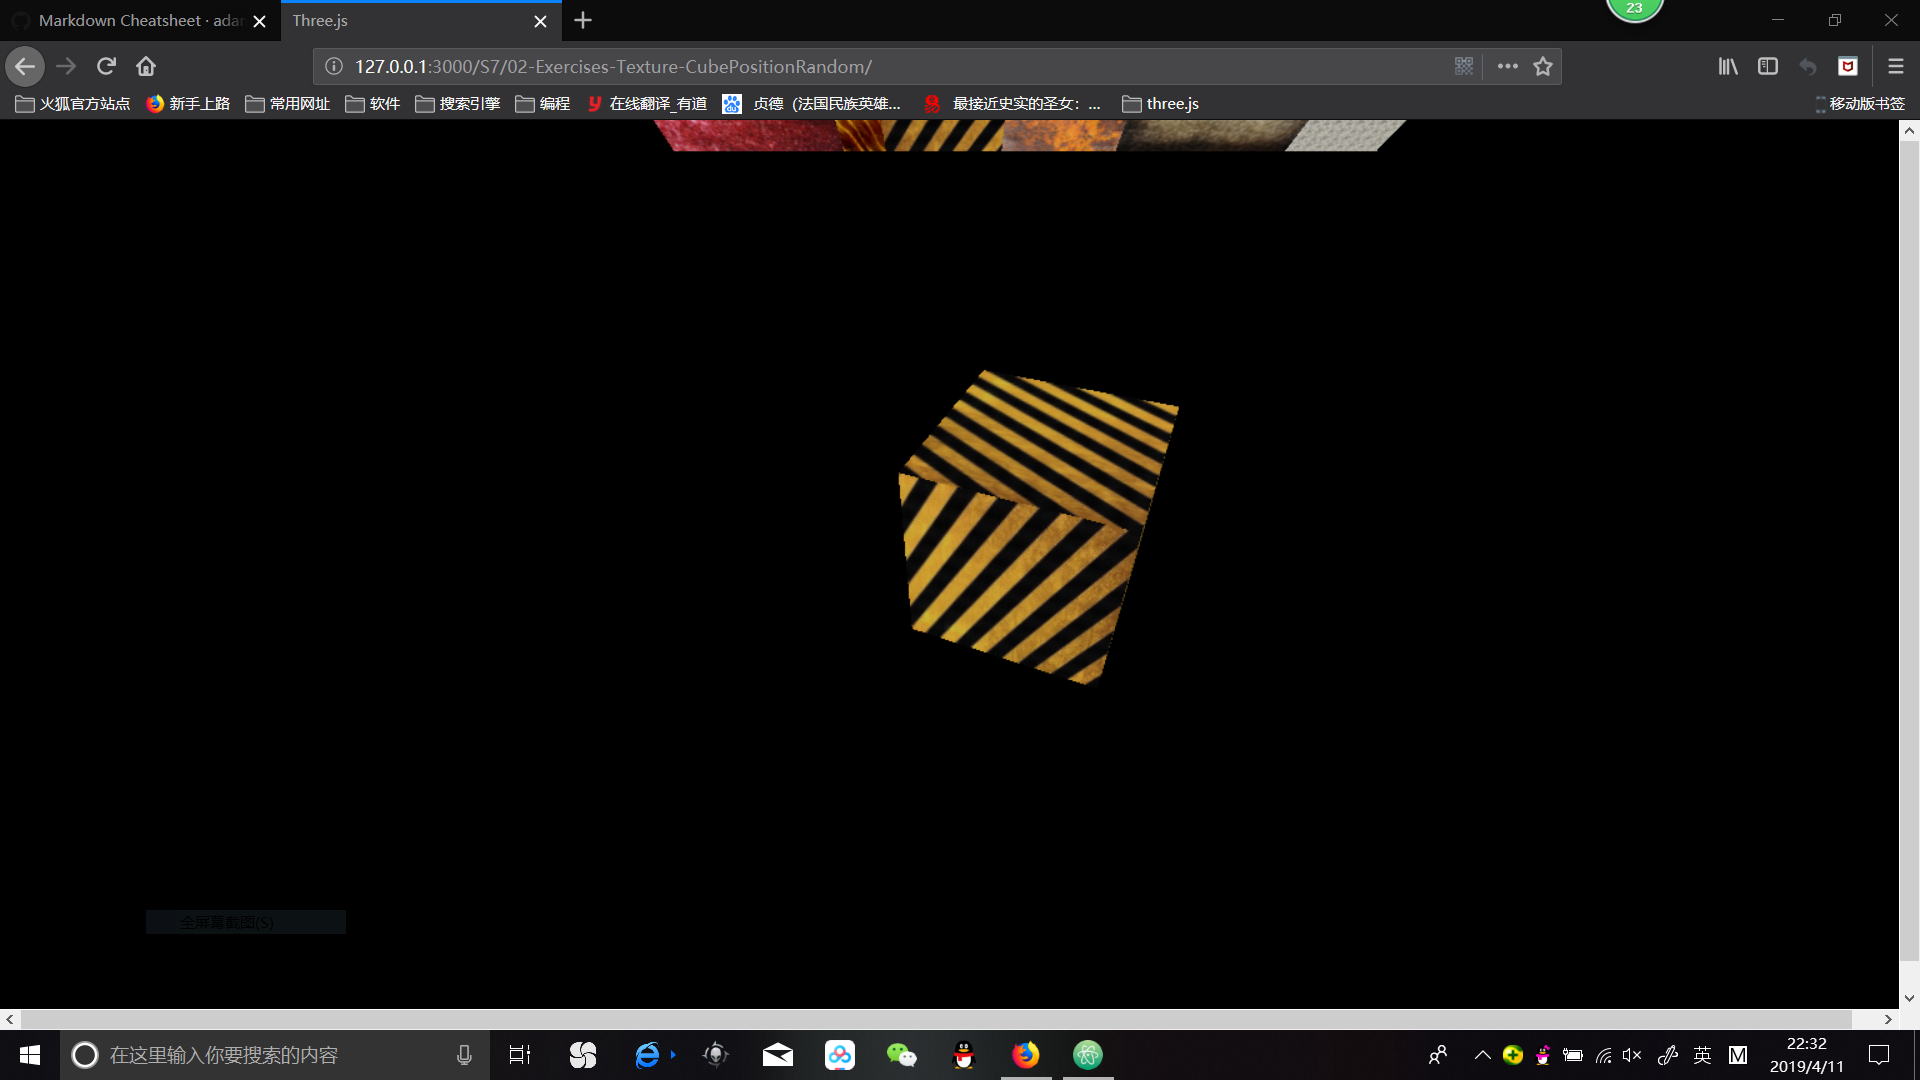 Markdown Cheatsheet · adar
Three.js
23
127.0.0.1:3000/S7/02-Exercises-Texture-CubePositionRandom/
火狐官方站点
新手上路
常用网址
软件
搜索引擎
编程
在线翻译_有道
贞德（法国民族英雄...
最接近史实的圣女：...
three.js
移动版书签
全屏幕截图(S)
在这里输入你要搜索的内容
英
M
22:32
2019/4/11